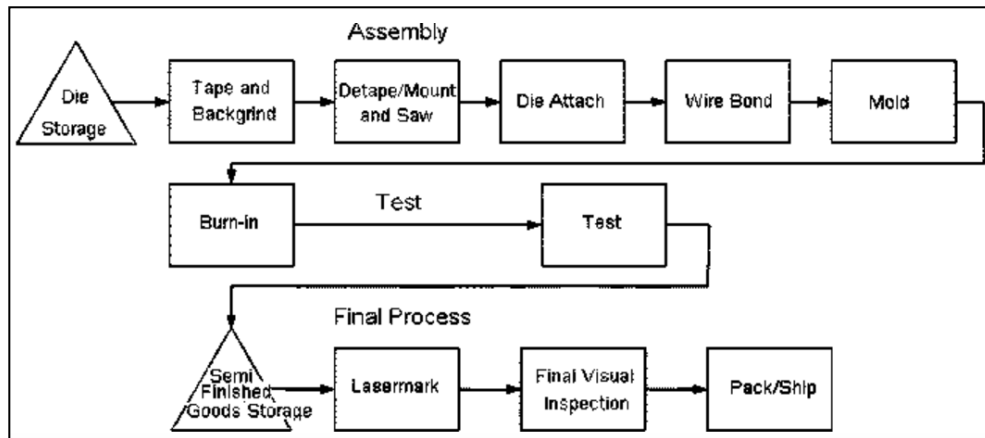 Assembly
Die
Storage
Tape and
Backgrind
Detape/Mount
and Saw
Die Attach
Wire Bond
Mold
Burn-in
Test
Test
Final Process
Semi
Finished
Goods Storage
Lasermark
Final Visual
Inspection
Pack/Ship